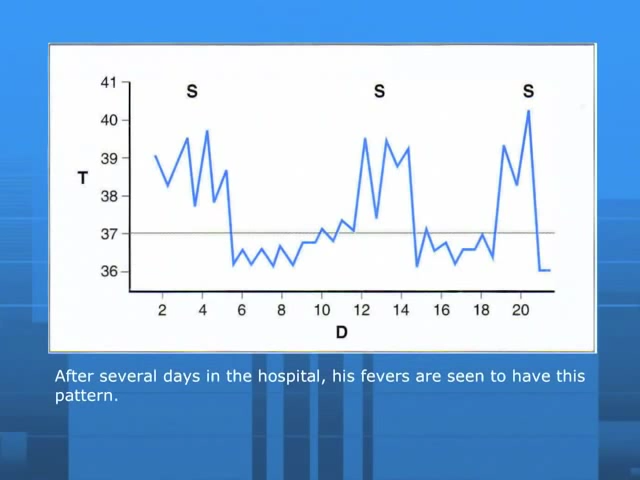 41
S S S
40
39
T
38
37
36
2 4 6 8 10 12 14 16 18 20
D
After several days in the hospital, his fevers are seen to have this
pattern.